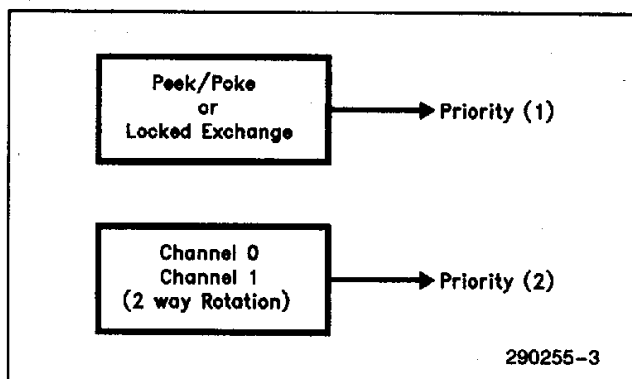 Peek/Poke
or
Locked Exchange
Priority (1)
Channel 0
Channel 1
(2 way Rotation)
Priority (2)
290255-3